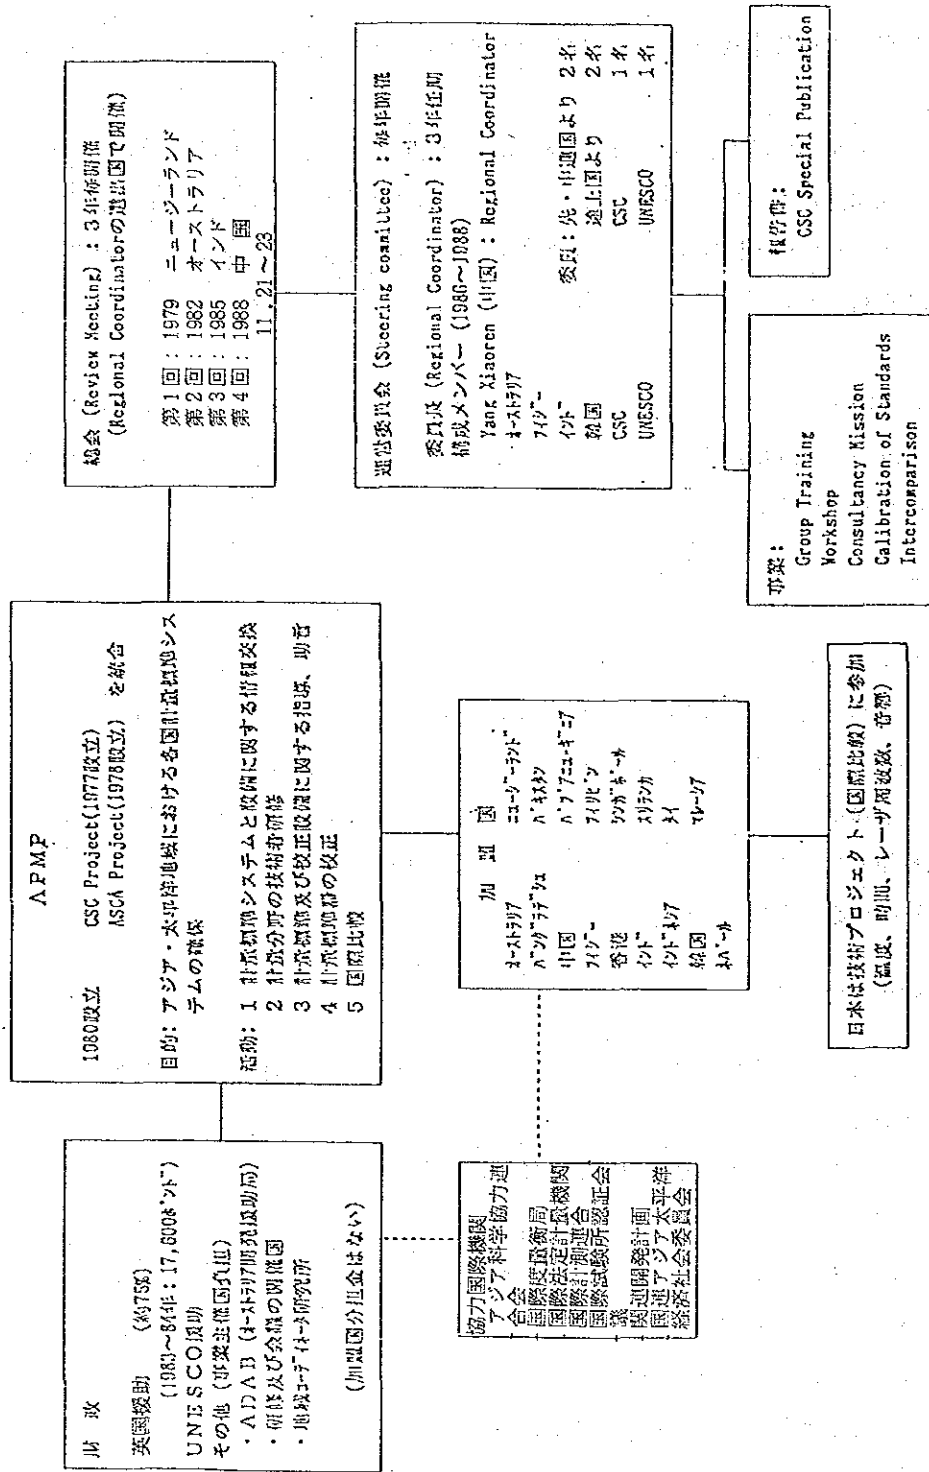 APMP
1980設立　CSC Project(1977設立)
ASCA Project(1978設立) を統合
目的: アジア・太平洋地域における各国計量標準シス
テムの確保
活動: 1 計量標準システムと設備に関する情報交換
2 計量分野の技術者研修
3 計量標準及び校正設備に関する指導、助言
4 計量標準器の校正
5 国際比較
財　政
英国援助　(約75%)
(1983～84年: 17,600ポンド)
UNESCO援助
その他 (事業主催国負担)
・ADAB (オーストラリア開発援助局)
・研修及び会議の開催国
・地域コーディネータ研究所
(加盟国分担金はない)
総会 (Review Meeting) : 3年毎開催
(Regional Coordinatorの選出国で開催)
第1回: 1979　ニュージーランド
第2回: 1982　オーストラリア
第3回: 1985　インド
第4回: 1988　中　国
11.21～23
運営委員会 (Steering committee) : 毎年開催
委員長 (Regional Coordinator) : 3年任期
構成メンバー (1986～1988)
Yang Xiaoren (中国) : Regional Coordinator
オーストラリア
フィジー　委員: 先・中進国より　2名
インド　途上国より　2名
韓国　CSC　1名
CSC　UNESCO　1名
UNESCO
加　盟　国
オーストラリア　ニュージーランド
バングラデシュ　パキスタン
中国　パプアニューギニア
フィジー　フィリピン
香港　シンガポール
インド　スリランカ
インドネシア　タイ
韓国　マレーシア
ネパール
協力国際機関
アジア科学協力連
合会
国際度量衡局
国際法定計量機関
国際計測連合
国際試験所認証会
議
関連開発計画
国連アジア太平洋
経済社会委員会
日本は技術プロジェクト (国際比較) に参加
(温度、時間、レーザ周波数、音響)
事業:
Group Training
Workshop
Consultancy Mission
Calibration of Standards
Intercomparison
報告書:
CSC Special Publication